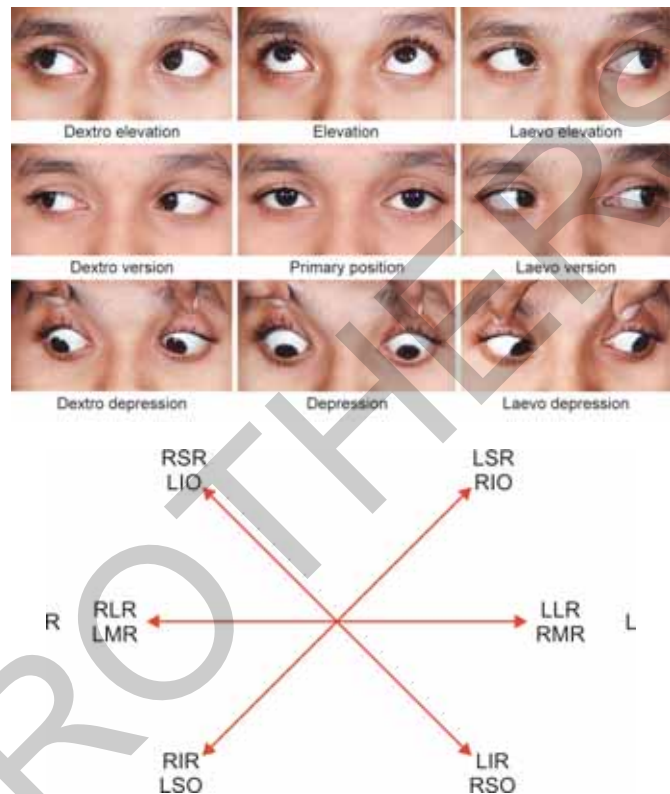 Dextro elevation
Elevation
Laevo elevation
Dextro version
Primary position
Laevo version
Dextro depression
Depression
Laevo depression
RSR
LIO
LSR
RIO
R
RLR
LMR
LLR
RMR
L
RIR
LSO
LIR
RSO
ROTHERS